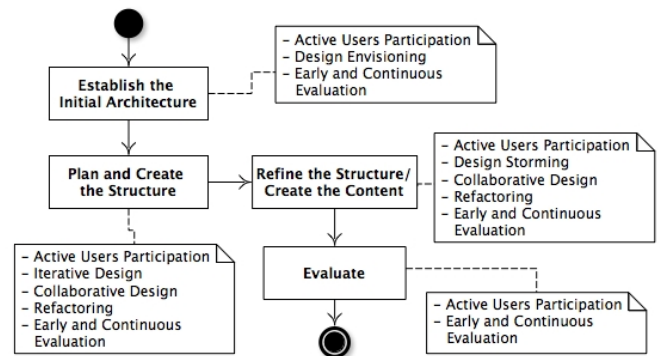 - Active Users Participation
- Design Envisioning
- Early and Continuous
Evaluation
Establish the
Initial Architecture
Plan and Create
the Structure
Refine the Structure/
Create the Content
- Active Users Participation
- Design Storming
- Collaborative Design
- Refactoring
- Early and Continuous
Evaluation
- Active Users Participation
- Iterative Design
- Collaborative Design
- Refactoring
- Early and Continuous
Evaluation
Evaluate
- Active Users Participation
- Early and Continuous
Evaluation